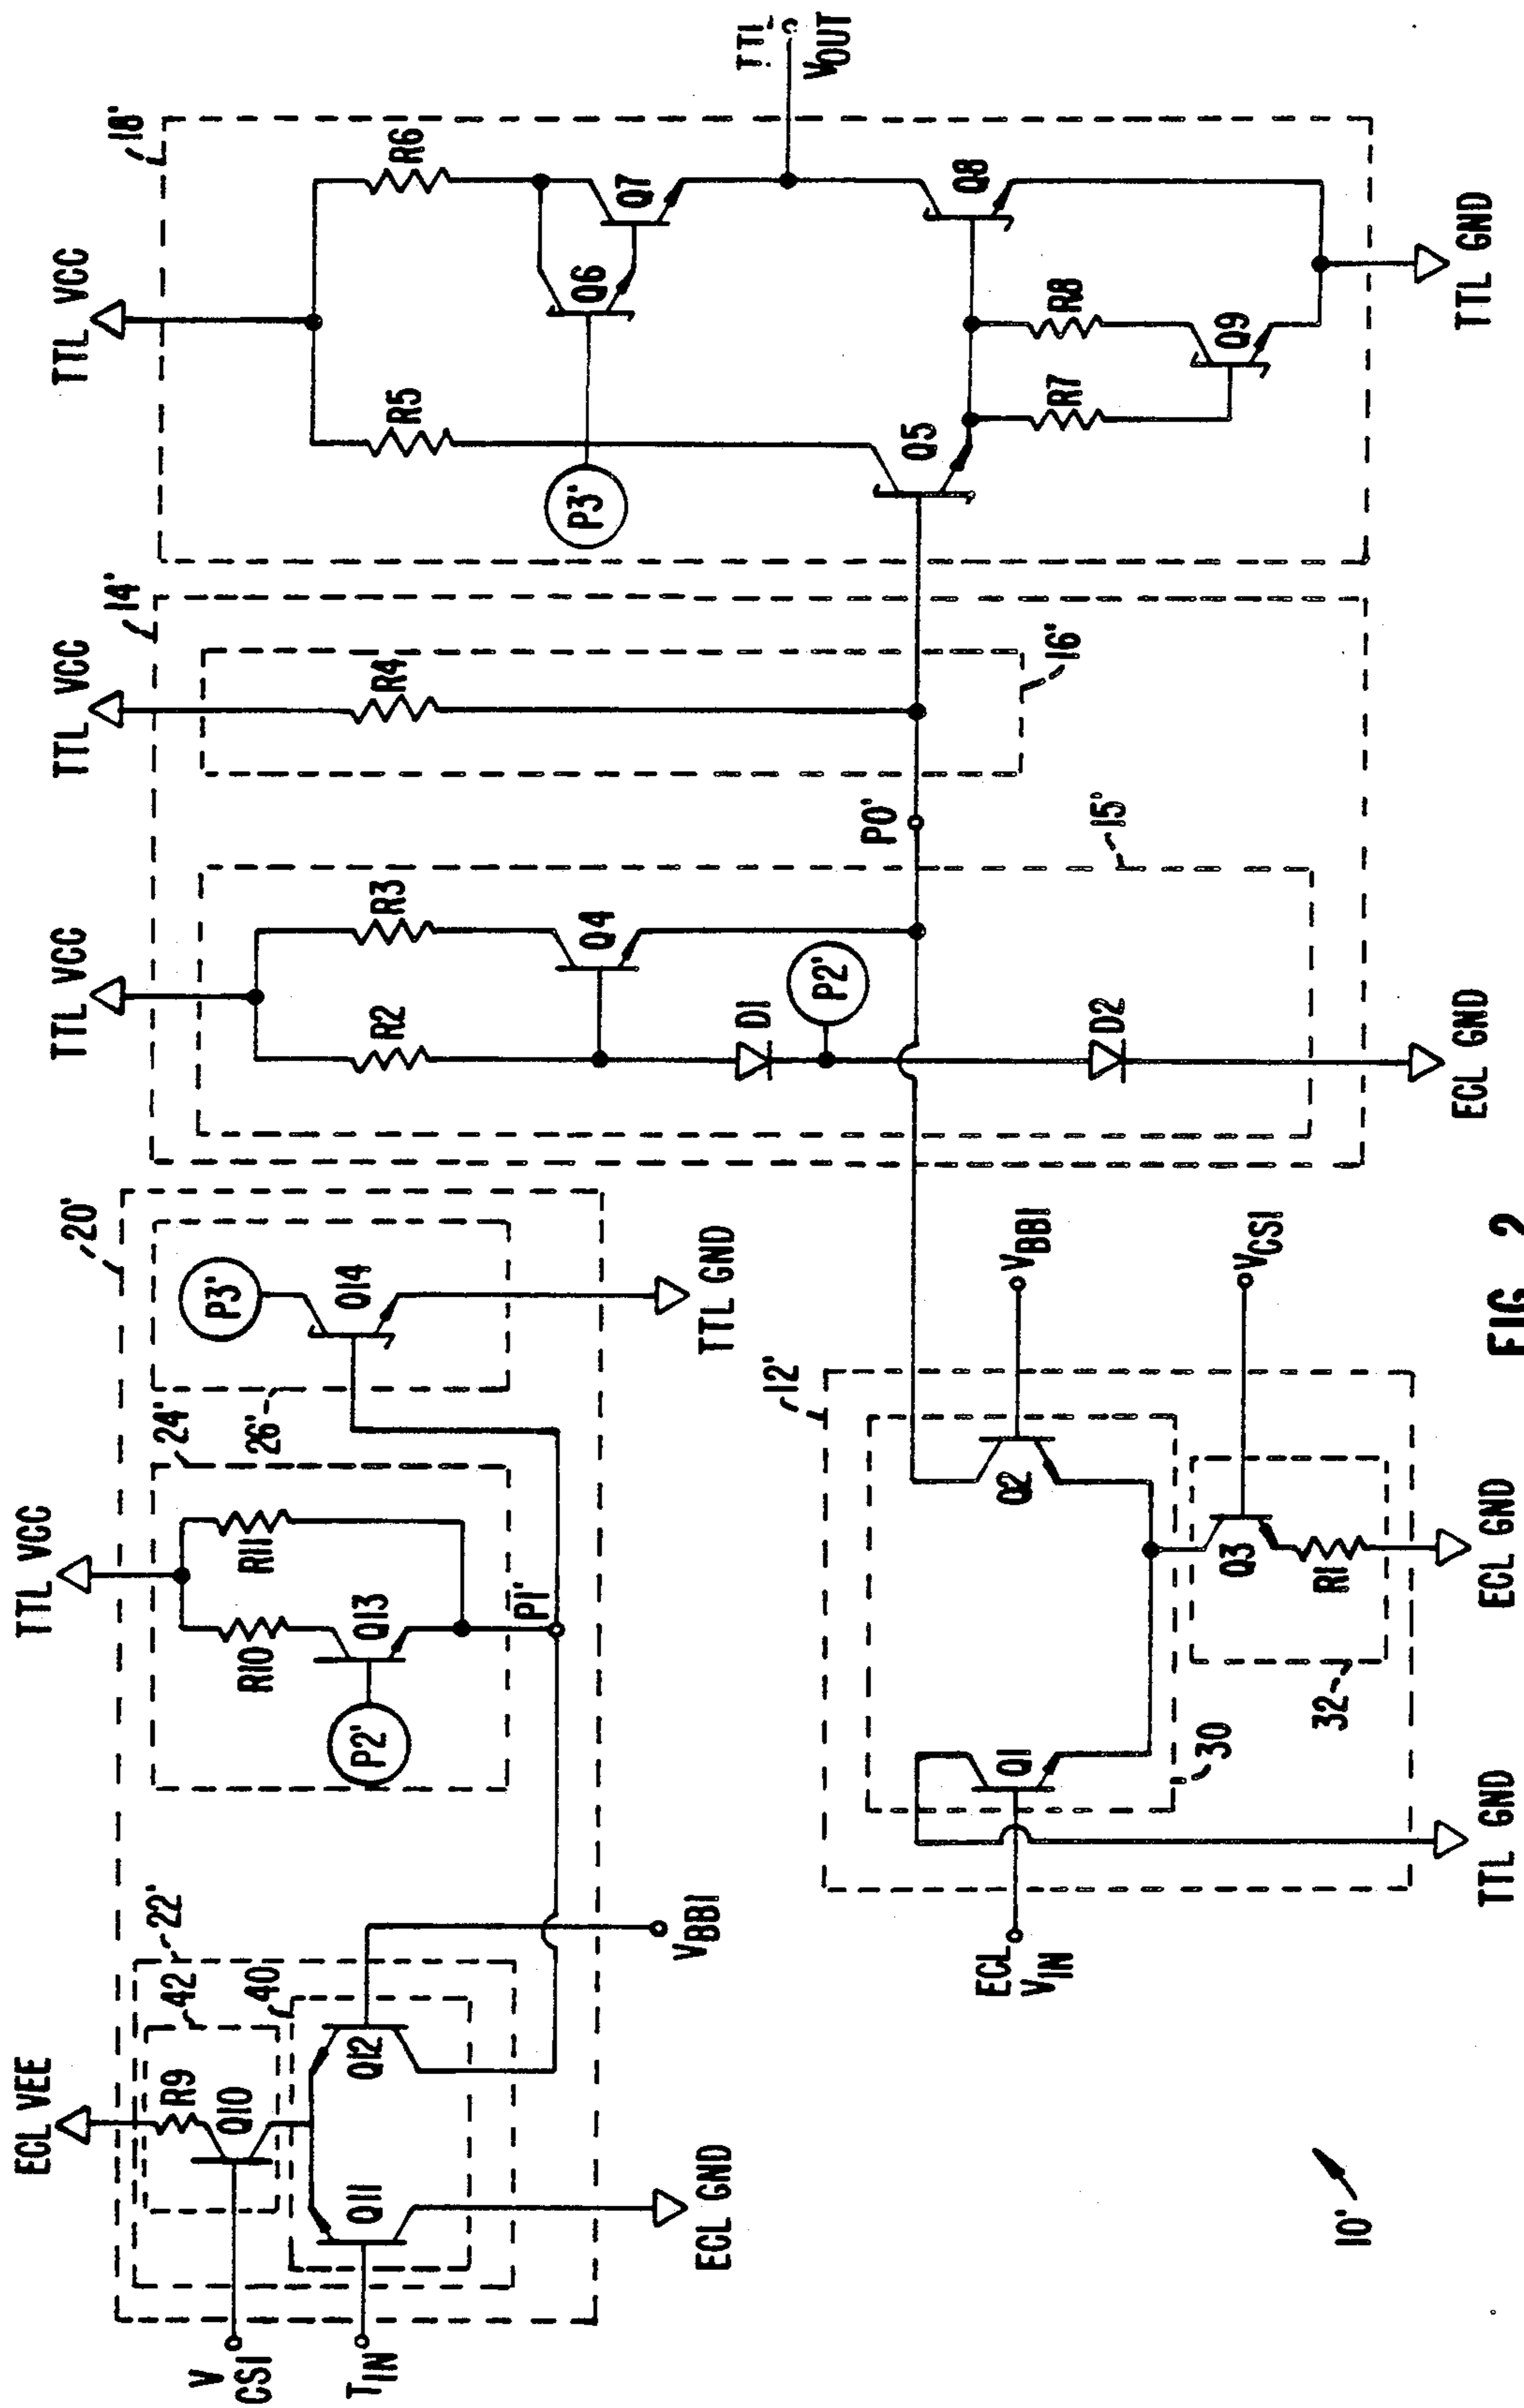 TTL VCC
18'
R5
R6
P3'
Q6
Q7
TTL
VOUT
Q5
Q8
R7
R8
Q9
TTL GND
TTL VCC
14'
R4
16'
P0'
TTL VCC
R2
R3
Q4
D1
P2'
15'
D2
ECL GND
20'
P3'
Q14
26'
TTL GND
TTL VCC
24'
R10
R11
Q13
P2'
P1'
ECL VEE
22'
42
R9
Q10
40
Q11
Q12
V
CS1
TIN
ECL GND
VBB1
12'
Q1
Q2
VBB1
30
ECL
VIN
Q3
VCS1
R1
32
TTL GND
ECL GND
10'
FIG. 2